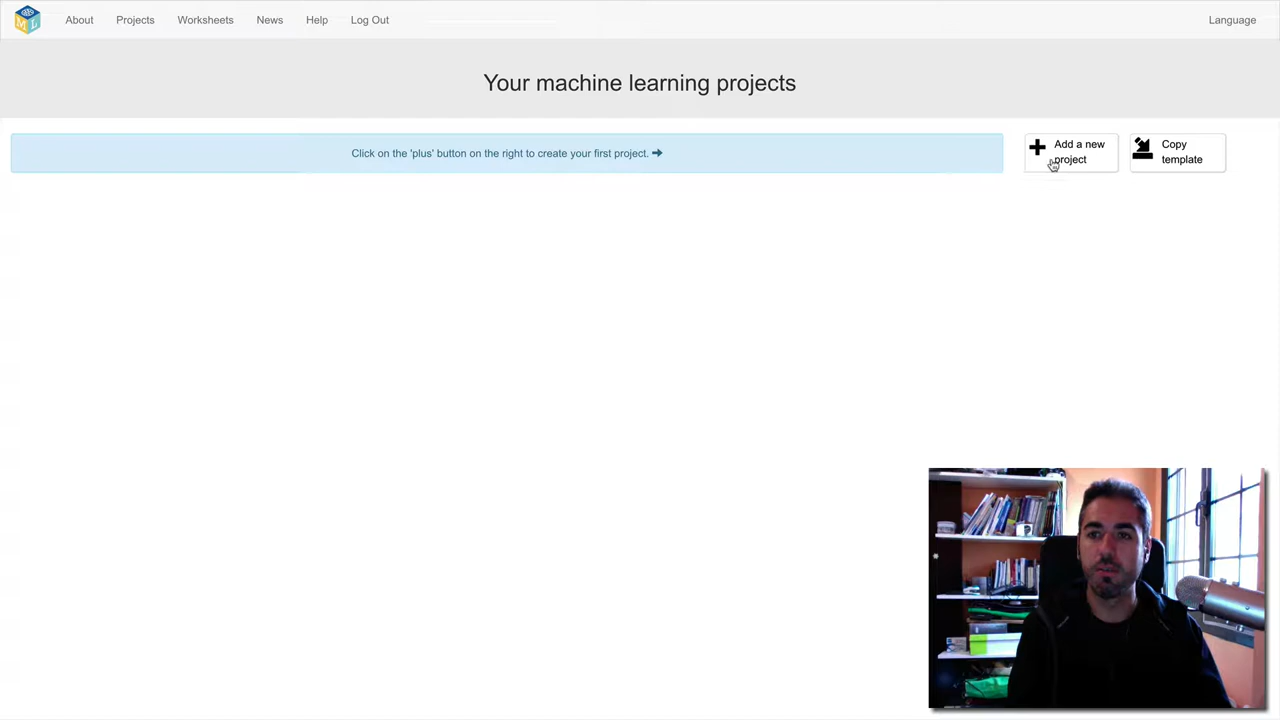 About Projects Worksheets News Help Log Out Language
Your machine learning projects
Click on the 'plus' button on the right to create your first project.
Add a new
project
Copy
template